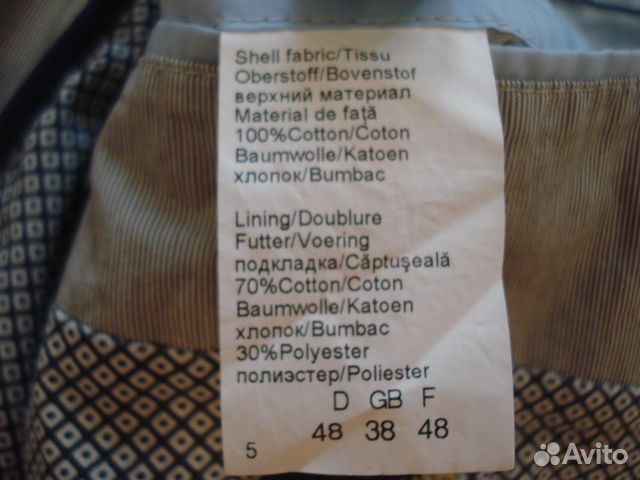 Shell fabric/Tissu
Oberstoff/Bovenstof
верхний материал
Material de faţă
100%Cotton/Coton
Baumwolle/Katoen
хлопок/Bumbac
Lining/Doublure
Futter/Voering
подкладка/Căptuşeală
70%Cotton/Coton
Baumwolle/Katoen
хлопок/Bumbac
30%Polyester
полиэстер/Poliester
D GB F
5 48 38 48
Avito